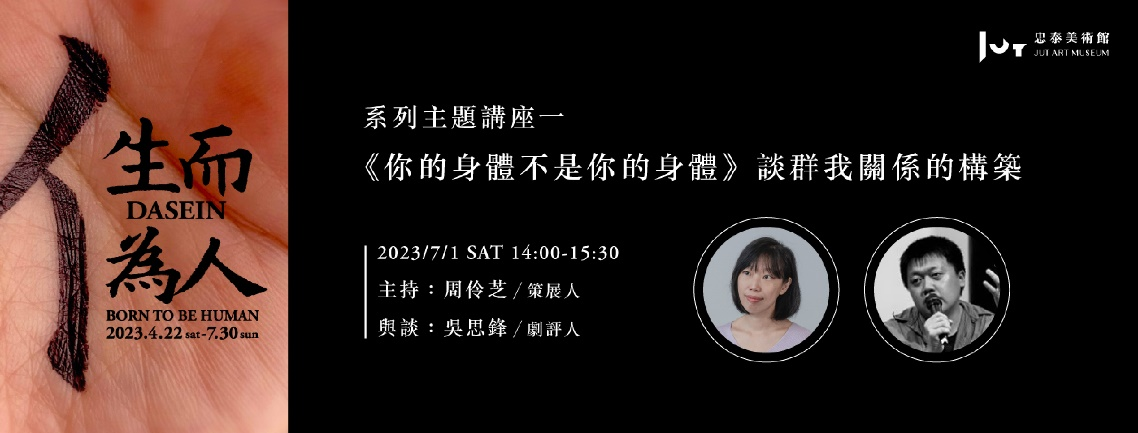 生而
DASEIN
為人
BORN TO BE HUMAN
2023.4.22 sat-7.30 sun
JUT 忠泰美術館
JUT ART MUSEUM
系列主題講座一
《你的身體不是你的身體》談群我關係的構築
2023/7/1 SAT 14:00-15:30
主持：周伶芝 / 策展人
與談：吳思鋒 / 劇評人
人